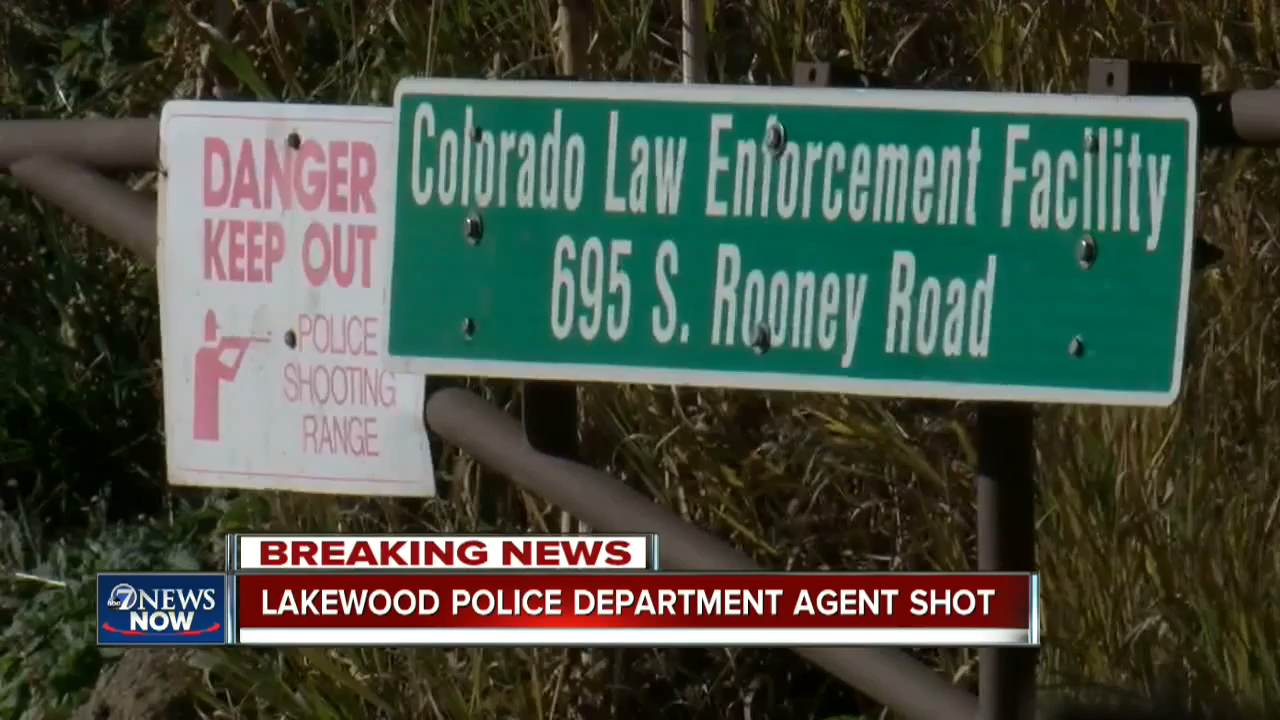 DANGER
KEEP OUT
POLICE
SHOOTING
RANGE
Colorado Law Enforcement Facility
695 S. Rooney Road
BREAKING NEWS
abc 7NEWS
NOW
LAKEWOOD POLICE DEPARTMENT AGENT SHOT